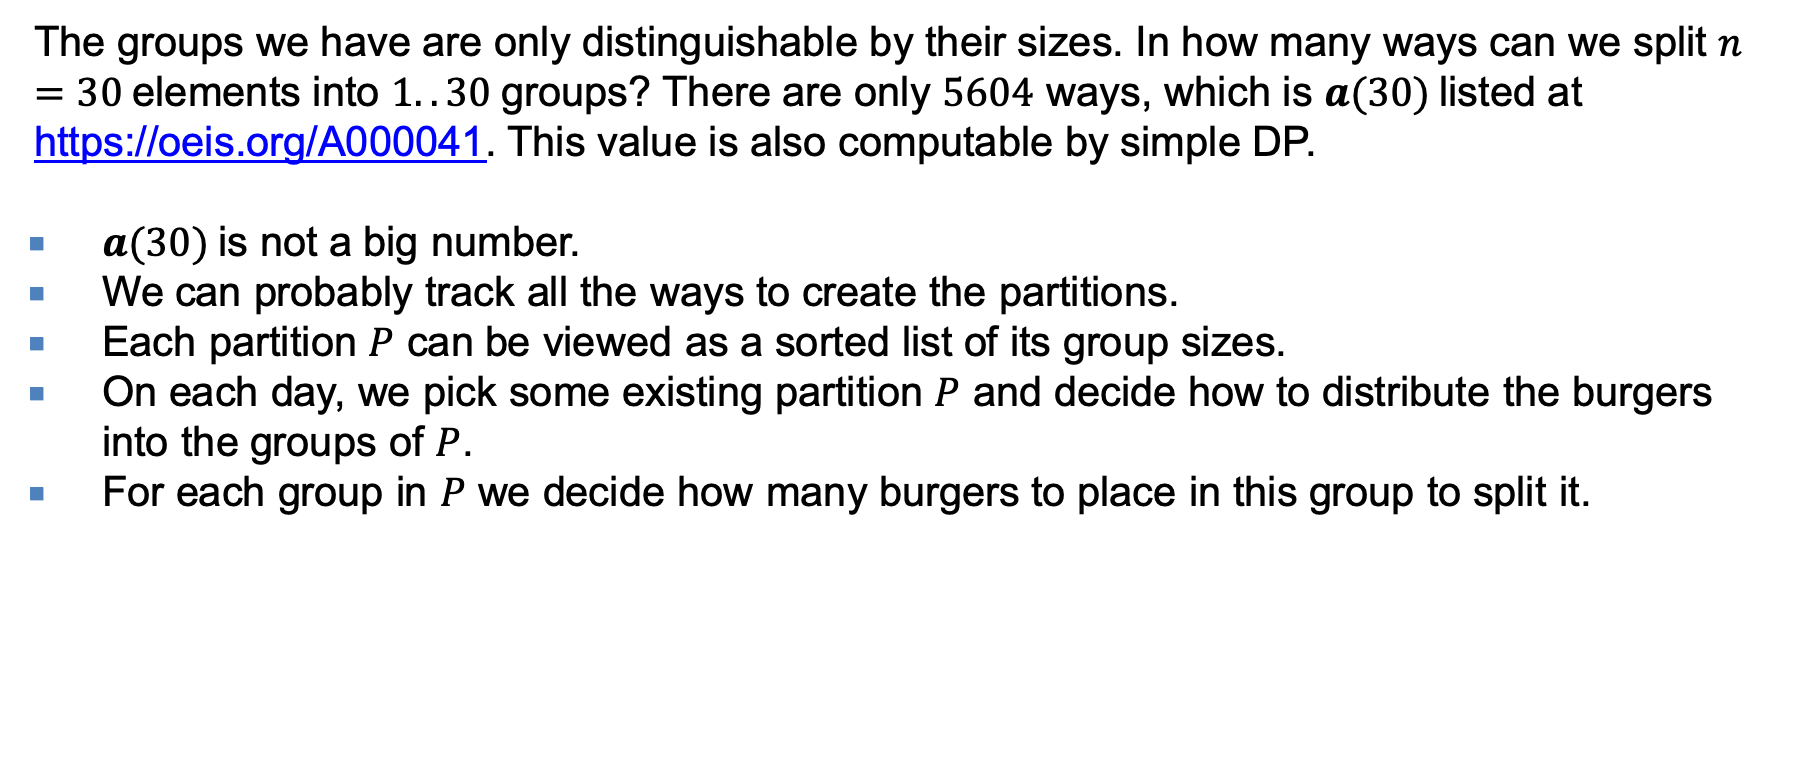 The groups we have are only distinguishable by their sizes. In how many ways can we split n
= 30 elements into 1..30 groups? There are only 5604 ways, which is a(30) listed at
https://oeis.org/A000041. This value is also computable by simple DP.
▪ a(30) is not a big number.
▪ We can probably track all the ways to create the partitions.
▪ Each partition P can be viewed as a sorted list of its group sizes.
▪ On each day, we pick some existing partition P and decide how to distribute the burgers
into the groups of P.
▪ For each group in P we decide how many burgers to place in this group to split it.